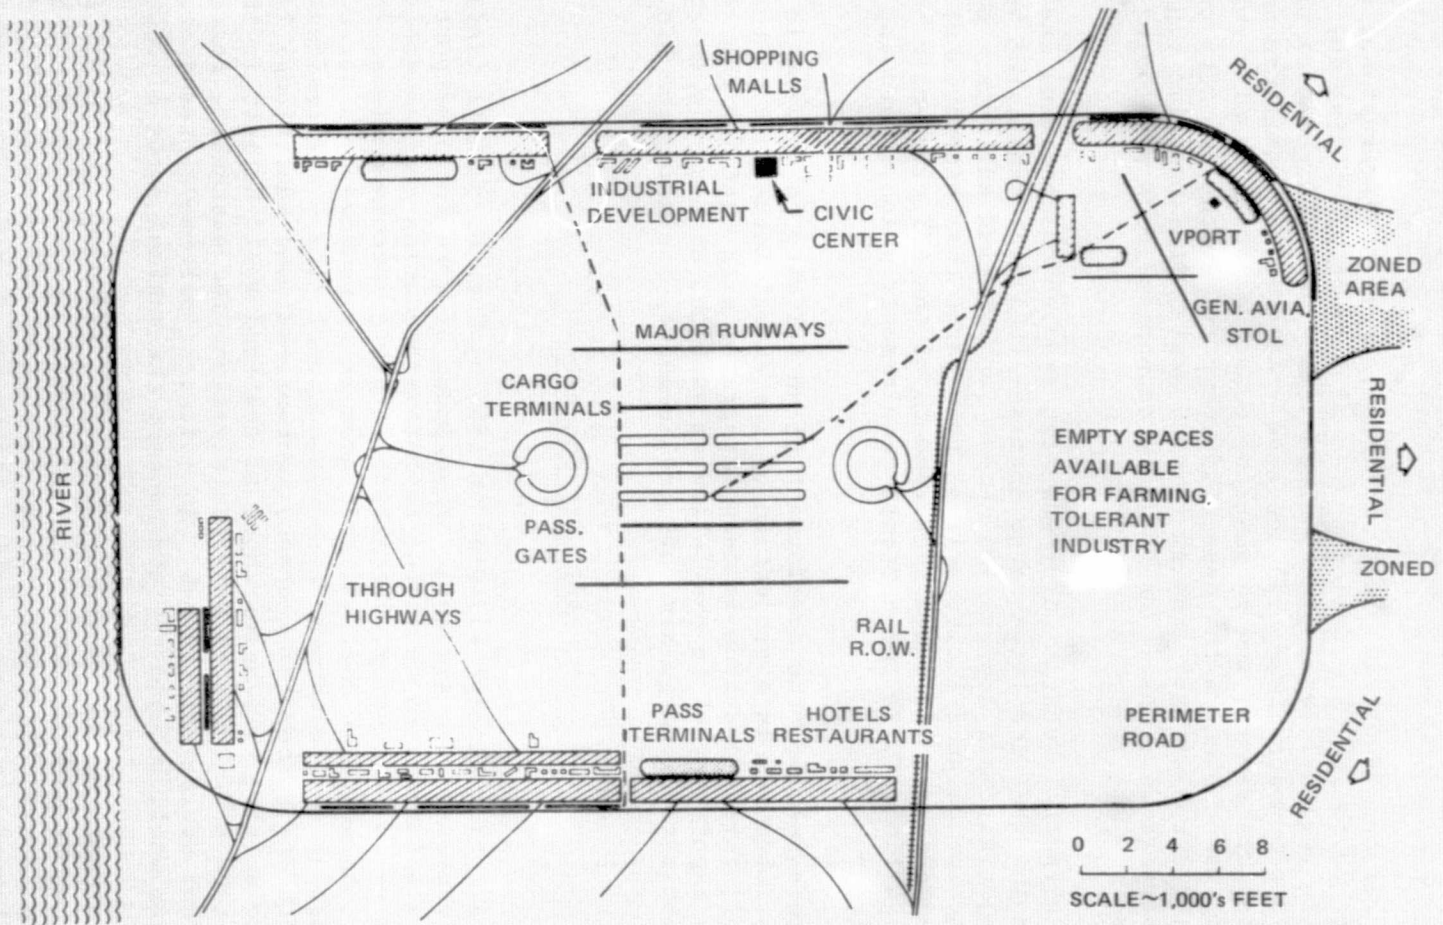 SHOPPING
MALLS
RESIDENTIAL
INDUSTRIAL
DEVELOPMENT
CIVIC
CENTER
VPORT
ZONED
AREA
GEN. AVIA.
STOL
MAJOR RUNWAYS
CARGO
TERMINALS
RESIDENTIAL
EMPTY SPACES
AVAILABLE
FOR FARMING,
TOLERANT
INDUSTRY
RIVER
PASS.
GATES
ZONED
THROUGH
HIGHWAYS
RAIL
R.O.W.
PASS
TERMINALS
HOTELS
RESTAURANTS
PERIMETER
ROAD
RESIDENTIAL
0 2 4 6 8
SCALE~1,000's FEET